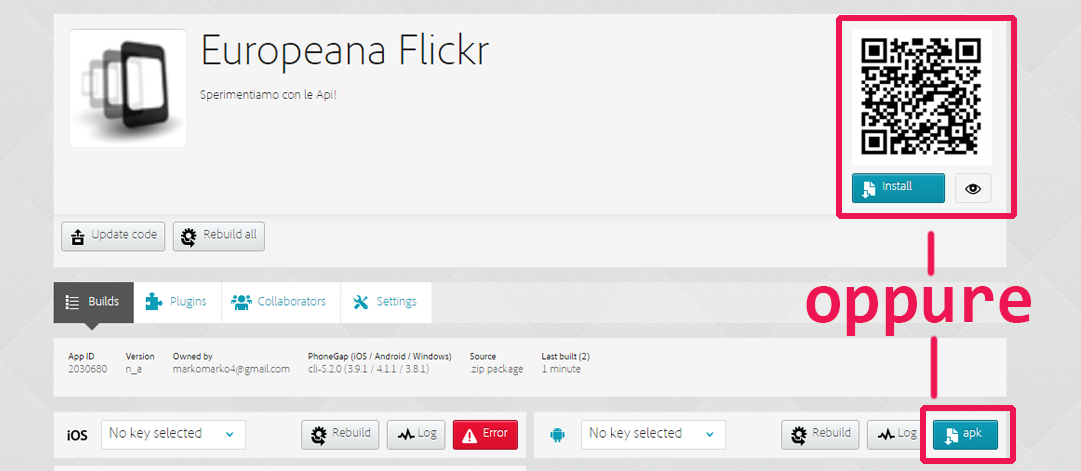 Europeana Flickr
Sperimentiamo con le Api!
Install
Update code
Rebuild all
oppure
Builds
Plugins
Collaborators
Settings
App ID Version Owned by PhoneGap (iOS / Android / Windows) Source Last built (2)
2030680 n_a markomarko4@gmail.com cli-5.2.0 (3.9.1 / 4.1.1 / 3.8.1) .zip package 1 minute
iOS No key selected Rebuild Log Error
No key selected Rebuild Log apk